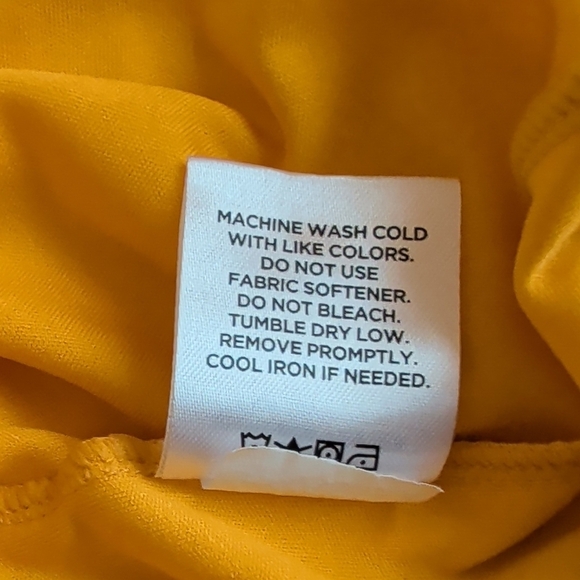 MACHINE WASH COLD
WITH LIKE COLORS.
DO NOT USE
FABRIC SOFTENER.
DO NOT BLEACH.
TUMBLE DRY LOW.
REMOVE PROMPTLY.
COOL IRON IF NEEDED.